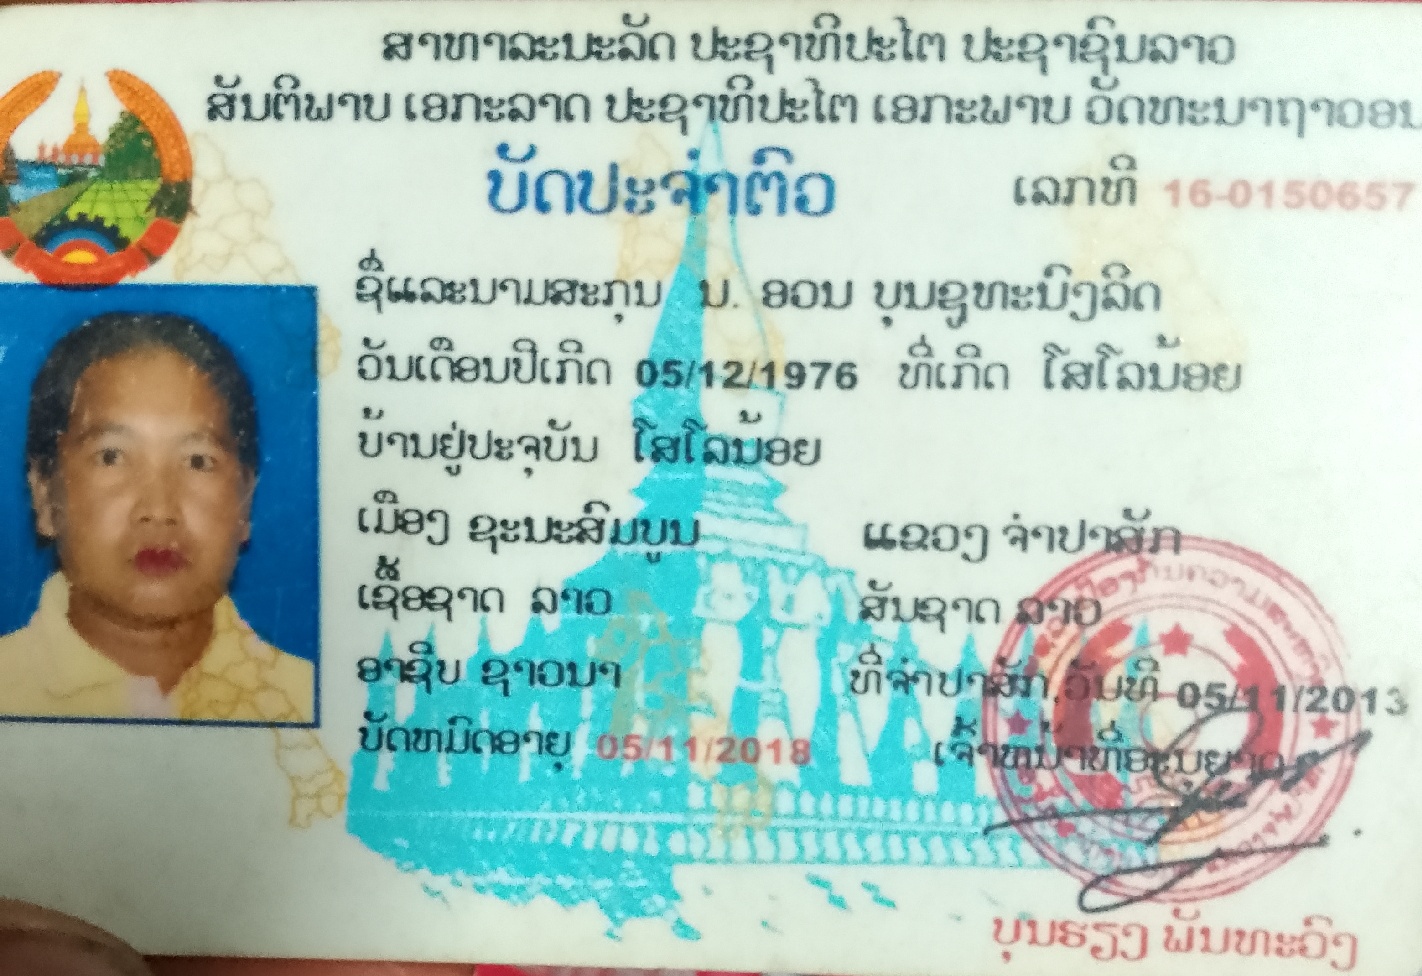 ສາທາລະນະລັດ ປະຊາທິປະໄຕ ປະຊາຊົນລາວ
ສັນຕິພາບ ເອກະລາດ ປະຊາທິປະໄຕ ເອກະພາບ ວັດທະນາຖາວອນ
ບັດປະຈຳຕົວ ເລກທີ 16-0150657
ຊື່ແລະນາມສະກຸນ ນ. ອອນ ບຸນຊູທະນົງລິດ
ວັນເດືອນປີເກີດ 05/12/1976 ທີ່ເກີດ ໂສໂລນ້ອຍ
ບ້ານຢູ່ປະຈຸບັນ ໂສໂລນ້ອຍ
ເມືອງ ຊະນະສົມບູນ ແຂວງ ຈຳປາສັກ
ເຊື້ອຊາດ ລາວ ສັນຊາດ ລາວ
ອາຊີບ ຊາວນາ ທີ່ຈຳປາສັກ,ວັນທີ 05/11/2013
ບັດຫມົດອາຍຸ 05/11/2018 ເຈົ້າຫນ້າທີ່ອະນຸຍາດ
ບຸນຮຽງ ພັນທະວົງ